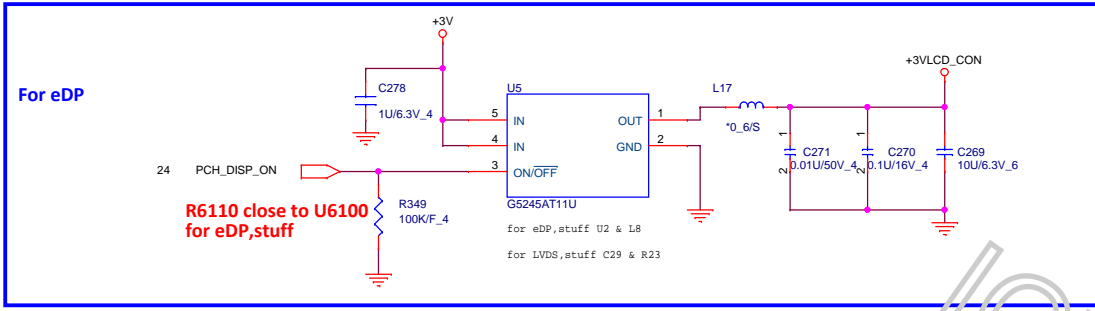 +3V
+3VLCD_CON
For eDP
C278
1U/6.3V_4
U5
L17
5
IN
OUT
1
*0_6/S
4
IN
GND
2
1
1
C271
0.01U/50V_4
C270
0.1U/16V_4
C269
10U/6.3V_6
2
2
24
PCH_DISP_ON
3
ON/OFF
G5245AT11U
R6110 close to U6100
for eDP,stuff
R349
100K/F_4
for eDP,stuff U2 & L8
for LVDS,stuff C29 & R23